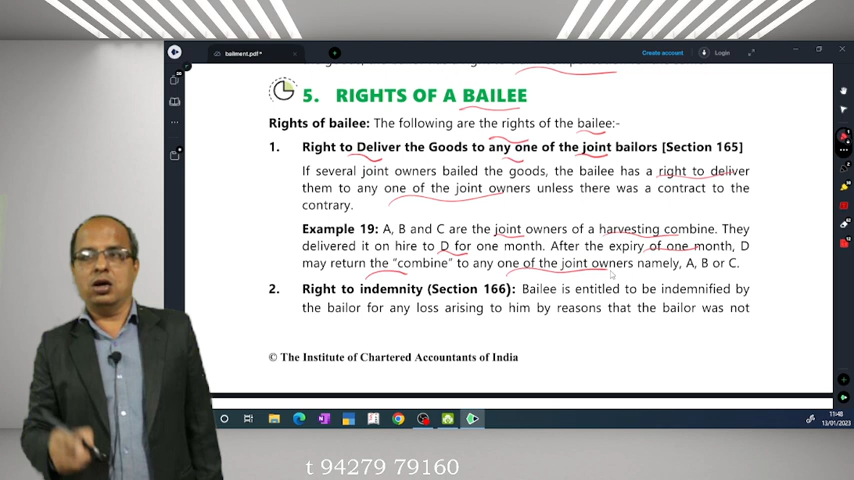 bailment.pdf*
Create account
Login
5. RIGHTS OF A BAILEE
Rights of bailee: The following are the rights of the bailee:-
1. Right to Deliver the Goods to any one of the joint bailors [Section 165]
If several joint owners bailed the goods, the bailee has a right to deliver
them to any one of the joint owners unless there was a contract to the
contrary.
Example 19: A, B and C are the joint owners of a harvesting combine. They
delivered it on hire to D for one month. After the expiry of one month, D
may return the “combine” to any one of the joint owners namely, A, B or C.
2. Right to indemnity (Section 166): Bailee is entitled to be indemnified by
the bailor for any loss arising to him by reasons that the bailor was not
© The Institute of Chartered Accountants of India
11:48
13/01/2023
t 94279 79160